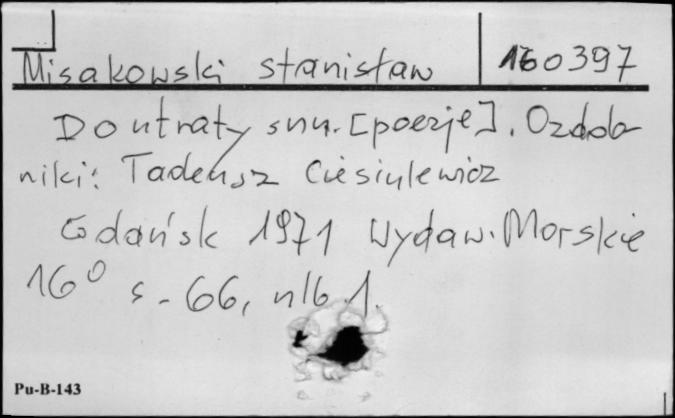 Misakowski Stanisław 160397
Do utraty snu. [poezje]. Ozdob
niki: Tadeusz Ciesiulewicz
Gdańsk 1971 Wydaw. Morskie
16° s. 66, nlb 1.
Pu-B-143